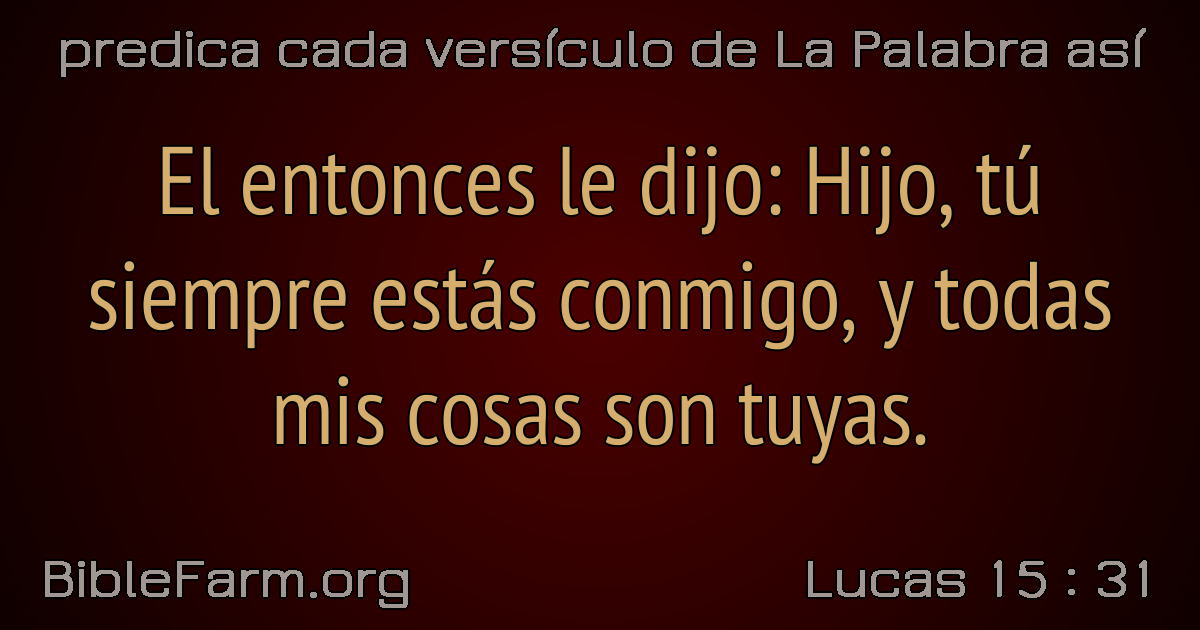 predica cada versículo de La Palabra así
El entonces le dijo: Hijo, tú
siempre estás conmigo, y todas
mis cosas son tuyas.
BibleFarm.org
Lucas 15 : 31